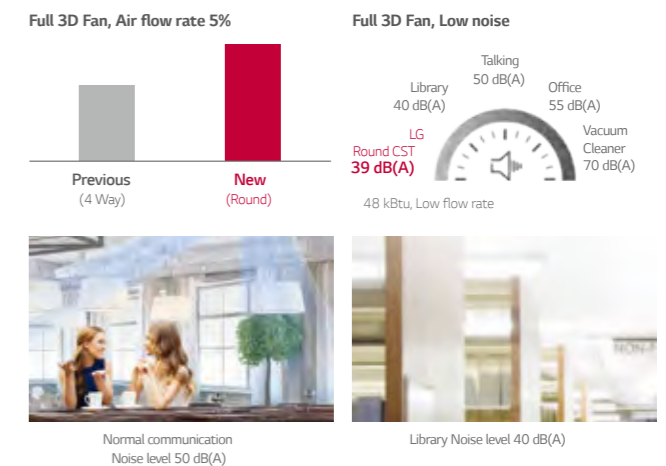 Full 3D Fan, Air flow rate 5%
Previous
(4 Way)
New
(Round)
Full 3D Fan, Low noise
Talking
50 dB(A)
Library
40 dB(A)
Office
55 dB(A)
LG
Round CST
39 dB(A)
Vacuum
Cleaner
70 dB(A)
48 kBtu, Low flow rate
Normal communication
Noise level 50 dB(A)
Library Noise level 40 dB(A)